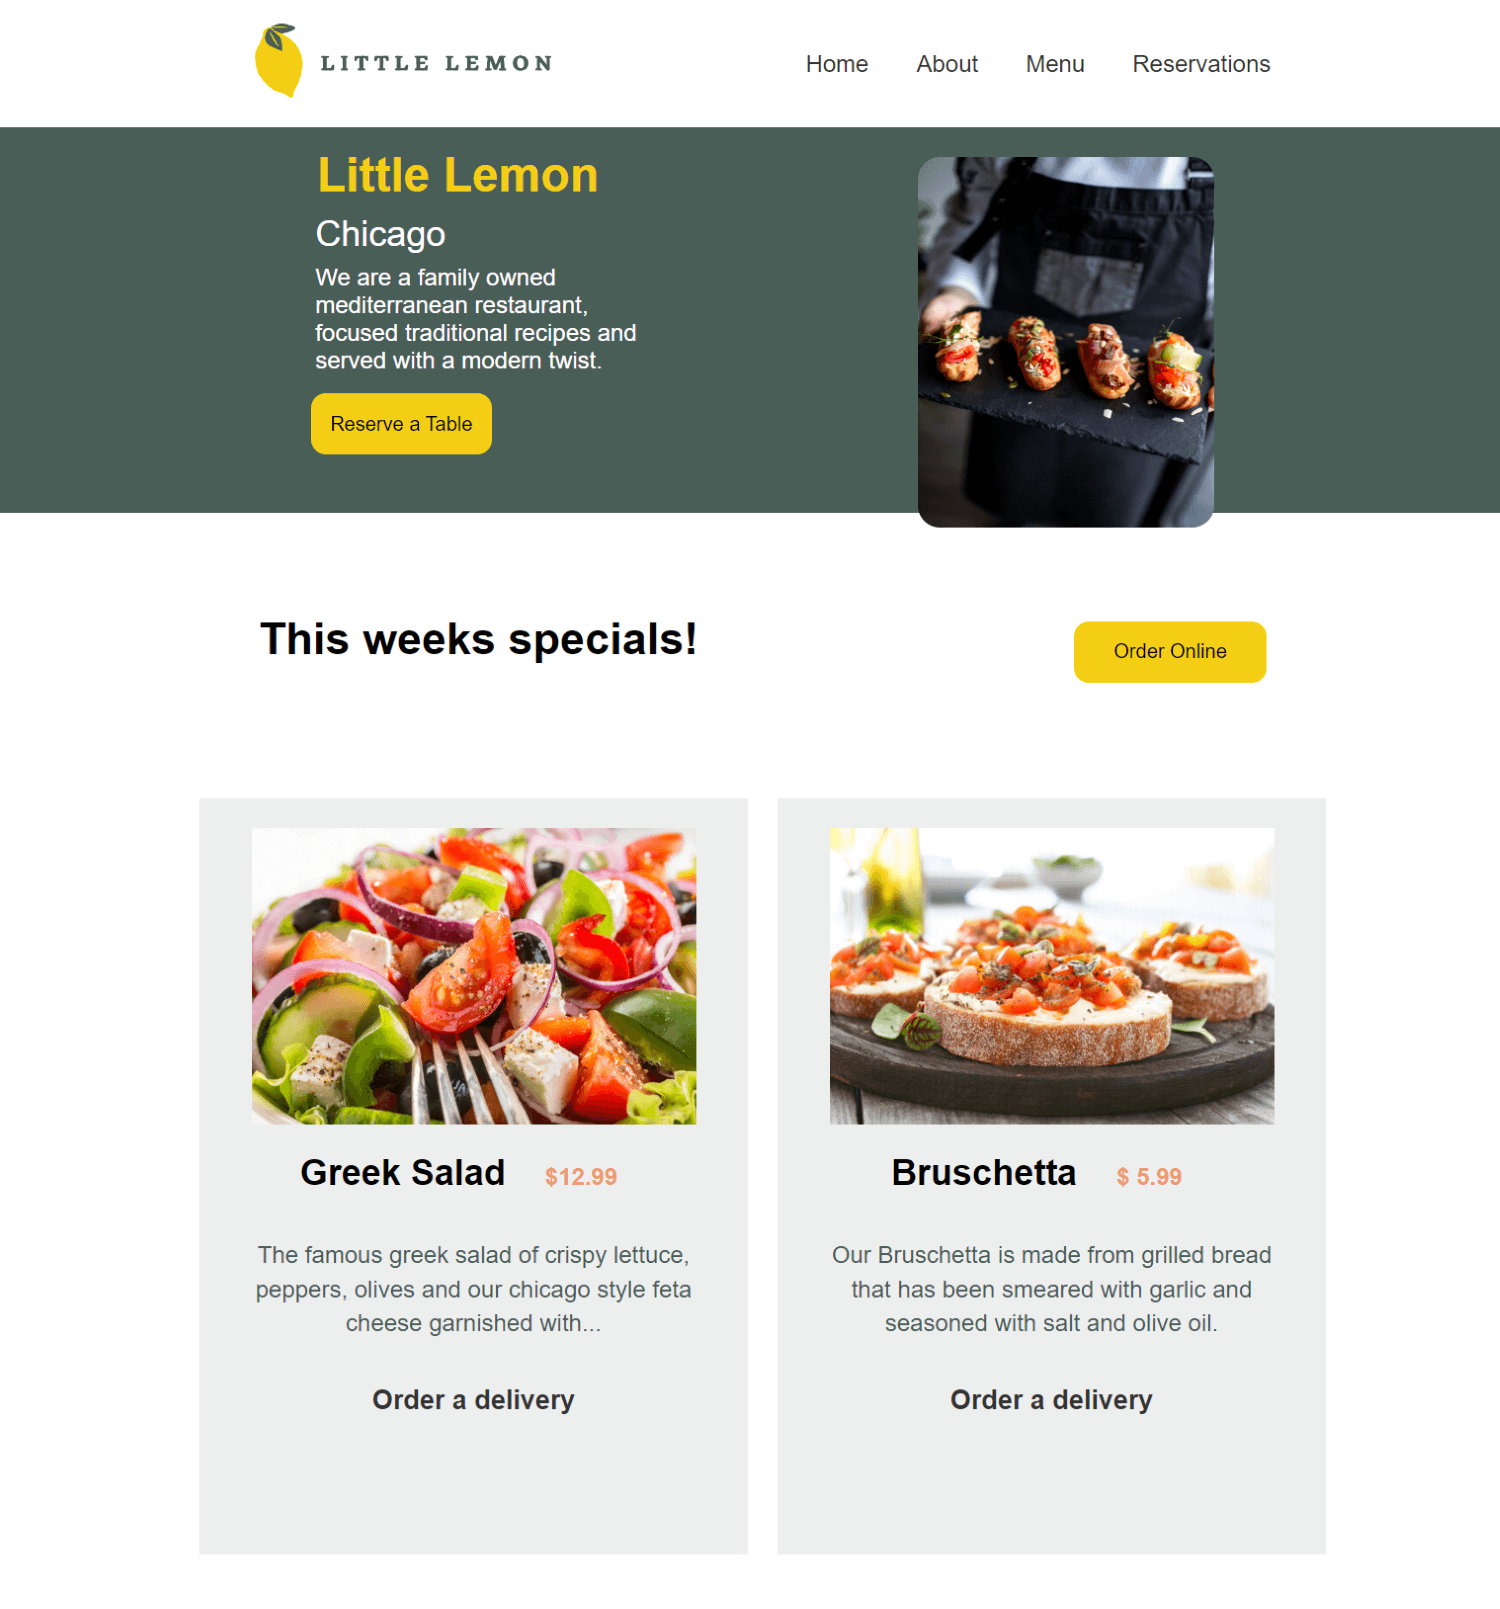 LITTLE LEMON
Home About Menu Reservations
Little Lemon
Chicago
We are a family owned
mediterranean restaurant,
focused traditional recipes and
served with a modern twist.
Reserve a Table
This weeks specials!
Order Online
Greek Salad $12.99
The famous greek salad of crispy lettuce,
peppers, olives and our chicago style feta
cheese garnished with...
Order a delivery
Bruschetta $ 5.99
Our Bruschetta is made from grilled bread
that has been smeared with garlic and
seasoned with salt and olive oil.
Order a delivery